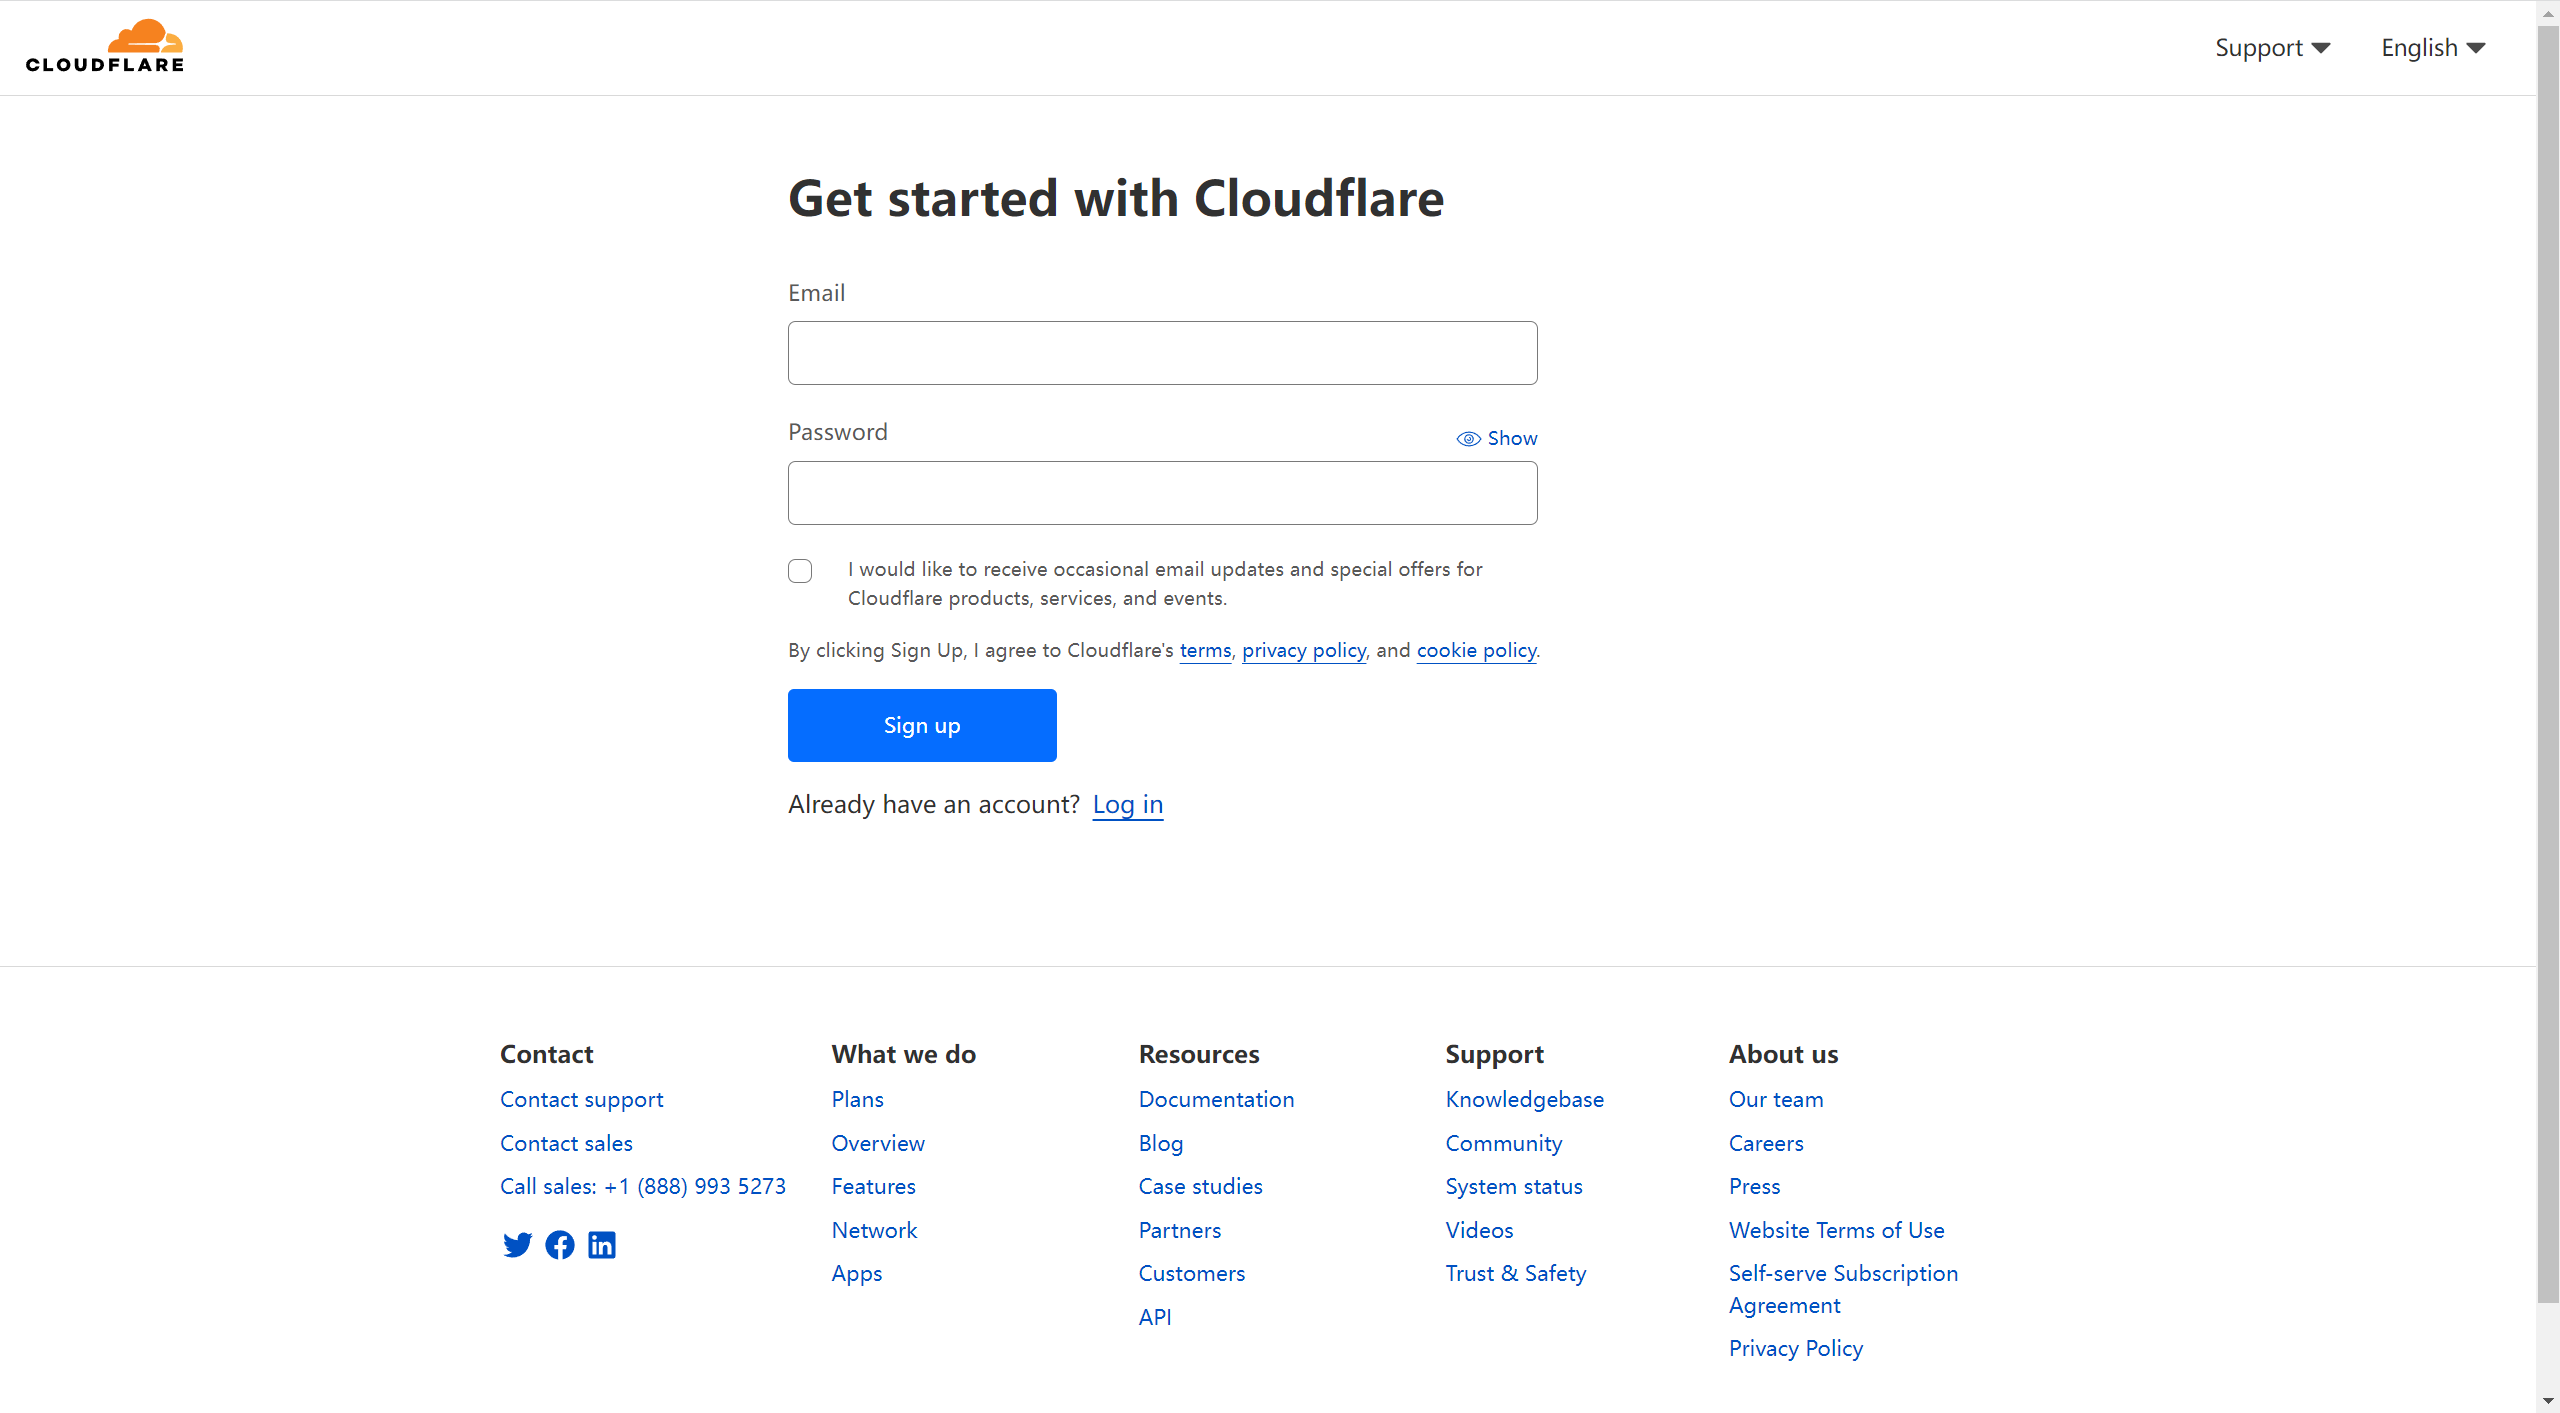 CLOUDFLARE
Support
English
Get started with Cloudflare
Email
Password
Show
I would like to receive occasional email updates and special offers for
Cloudflare products, services, and events.
By clicking Sign Up, I agree to Cloudflare's terms, privacy policy, and cookie policy.
Sign up
Already have an account? Log in
Contact
Contact support
Contact sales
Call sales: +1 (888) 993 5273
What we do
Plans
Overview
Features
Network
Apps
Resources
Documentation
Blog
Case studies
Partners
Customers
API
Support
Knowledgebase
Community
System status
Videos
Trust & Safety
About us
Our team
Careers
Press
Website Terms of Use
Self-serve Subscription
Agreement
Privacy Policy